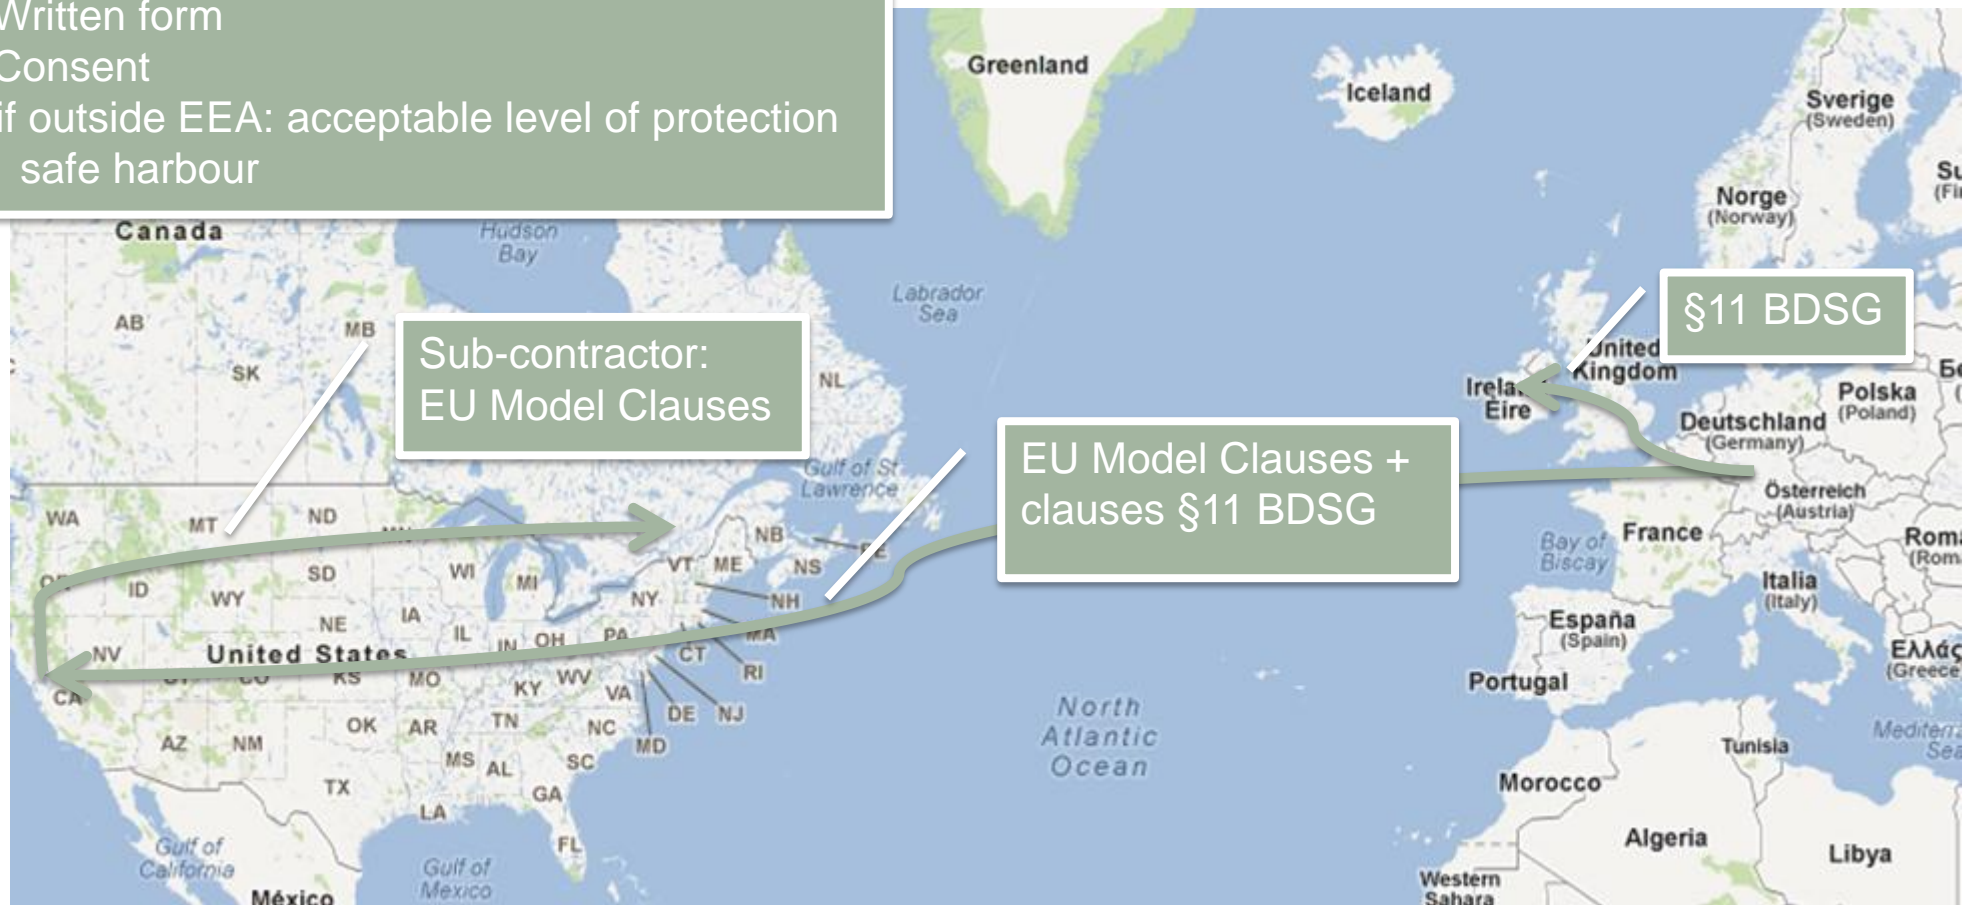 Written form
Consent
if outside EEA: acceptable level of protection
safe harbour
Greenland
Iceland
Sverige
(Sweden)
Norge
(Norway)
Canada
Hudson
Bay
Labrador
Sea
§11 BDSG
AB
MB
SK
NL
Sub-contractor:
EU Model Clauses
United
Kingdom
Éire
Polska
(Poland)
Deutschland
(Germany)
EU Model Clauses +
clauses §11 BDSG
Gulf of St
Lawrence
Österreich
(Austria)
France
Bay of
Biscay
Italia
(Italy)
España
(Spain)
Portugal
(Greece
WA
MT
ND
MN
NB
VT
ME
NS
PE
ID
SD
WI
MI
WY
NY
NH
NE
IA
IL
IN
OH
PA
MA
NV
United States
CT
RI
CO
KS
MO
WV
KY
VA
CA
DE
NJ
OK
AR
TN
NC
MD
AZ
NM
MS
AL
SC
TX
GA
LA
FL
North
Atlantic
Ocean
Tunisia
Morocco
Algeria
Libya
Western
Sahara
Gulf of
California
Gulf of
Mexico
México